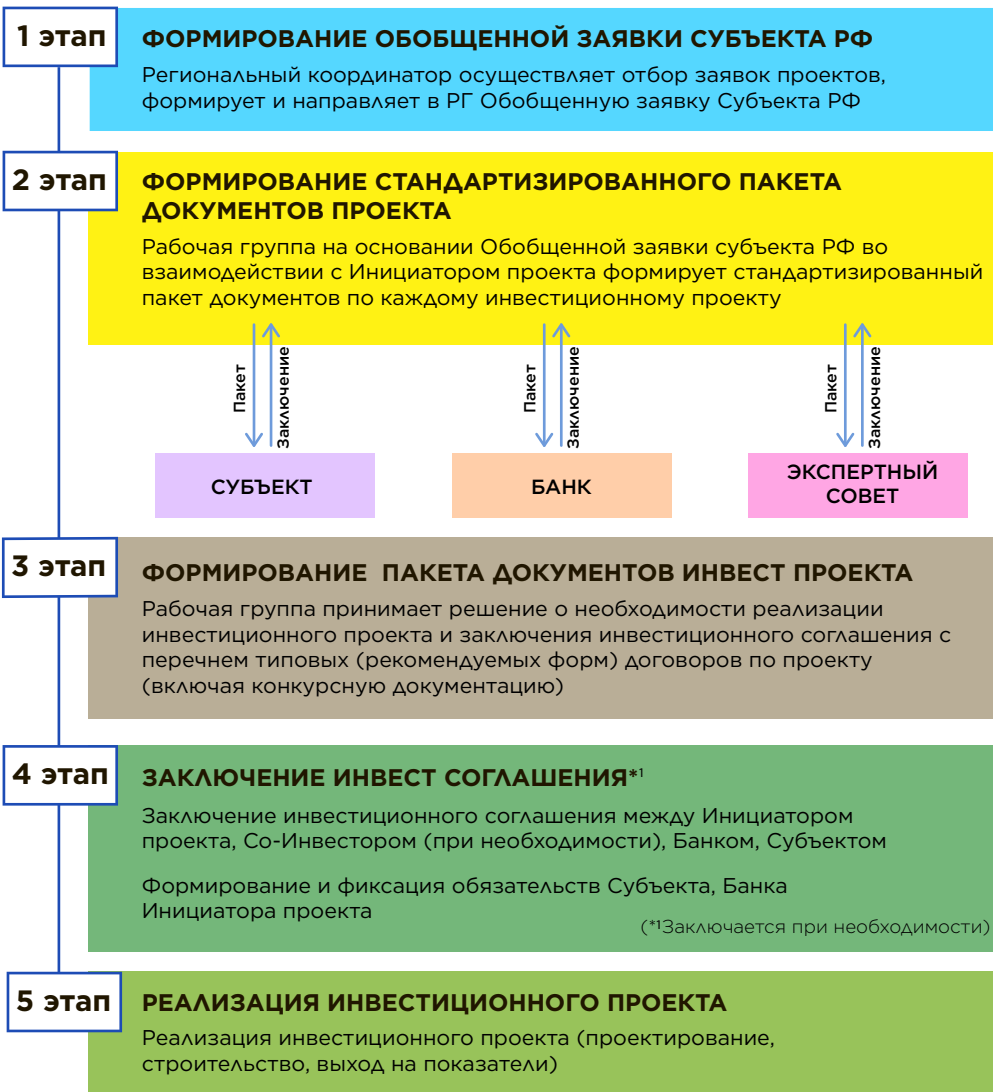 1 этап
ФОРМИРОВАНИЕ ОБОБЩЕННОЙ ЗАЯВКИ СУБЪЕКТА РФ
Региональный координатор осуществляет отбор заявок проектов,
формирует и направляет в РГ Обобщенную заявку Субъекта РФ
2 этап
ФОРМИРОВАНИЕ СТАНДАРТИЗИРОВАННОГО ПАКЕТА
ДОКУМЕНТОВ ПРОЕКТА
Рабочая группа на основании Обобщенной заявки субъекта РФ во
взаимодействии с Инициатором проекта формирует стандартизированный
пакет документов по каждому инвестиционному проекту
Пакет
Заключение
Пакет
Заключение
Пакет
Заключение
СУБЪЕКТ
БАНК
ЭКСПЕРТНЫЙ
СОВЕТ
3 этап
ФОРМИРОВАНИЕ ПАКЕТА ДОКУМЕНТОВ ИНВЕСТ ПРОЕКТА
Рабочая группа принимает решение о необходимости реализации
инвестиционного проекта и заключения инвестиционного соглашения с
перечнем типовых (рекомендуемых форм) договоров по проекту
(включая конкурсную документацию)
4 этап
ЗАКЛЮЧЕНИЕ ИНВЕСТ СОГЛАШЕНИЯ*¹
Заключение инвестиционного соглашения между Инициатором
проекта, Со-Инвестором (при необходимости), Банком, Субъектом
Формирование и фиксация обязательств Субъекта, Банка
Инициатора проекта
(*¹Заключается при необходимости)
5 этап
РЕАЛИЗАЦИЯ ИНВЕСТИЦИОННОГО ПРОЕКТА
Реализация инвестиционного проекта (проектирование,
строительство, выход на показатели)